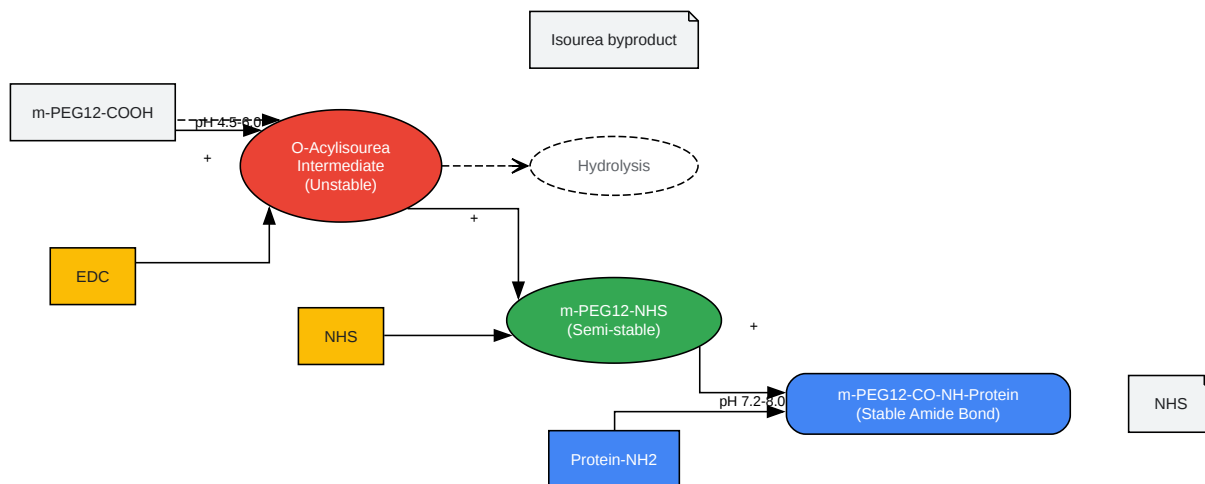 Isourea byproduct
m-PEG12-COOH
pH 4.5-6.0
+
O-Acylisourea
Intermediate
(Unstable)
Hydrolysis
+
EDC
NHS
m-PEG12-NHS
(Semi-stable)
+
pH 7.2-8.0
m-PEG12-CO-NH-Protein
(Stable Amide Bond)
NHS
Protein-NH2